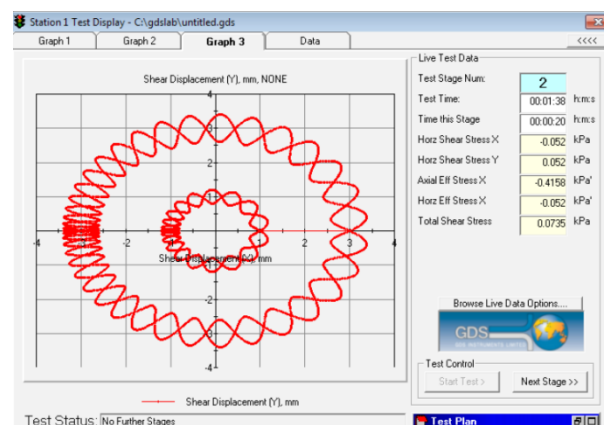 Station 1 Test Display - C:\gdslab\untitled.gds
Graph 1 Graph 2 Graph 3 Data <<<<
Shear Displacement (Y), mm, NONE
4
3
2
1
-4 -2 -1 1 2 3 4
Shear Displacement (X), mm
-1
-2
-3
-4
Shear Displacement (Y), mm
Live Test Data
Test Stage Num: 2
Test Time: 00:01:38 h:m:s
Time this Stage 00:00:20 h:m:s
Horz Shear Stress X -0.052 kPa
Horz Shear Stress Y 0.052 kPa
Axial Eff Stress X -0.4158 kPa'
Horz Eff Stress X -0.052 kPa'
Total Shear Stress 0.0735 kPa
Browse Live Data Options....
GDS
GDS INSTRUMENTS LIMITED
Test Control
Start Test > Next Stage >>
Test Status: No Further Stages
Test Plan